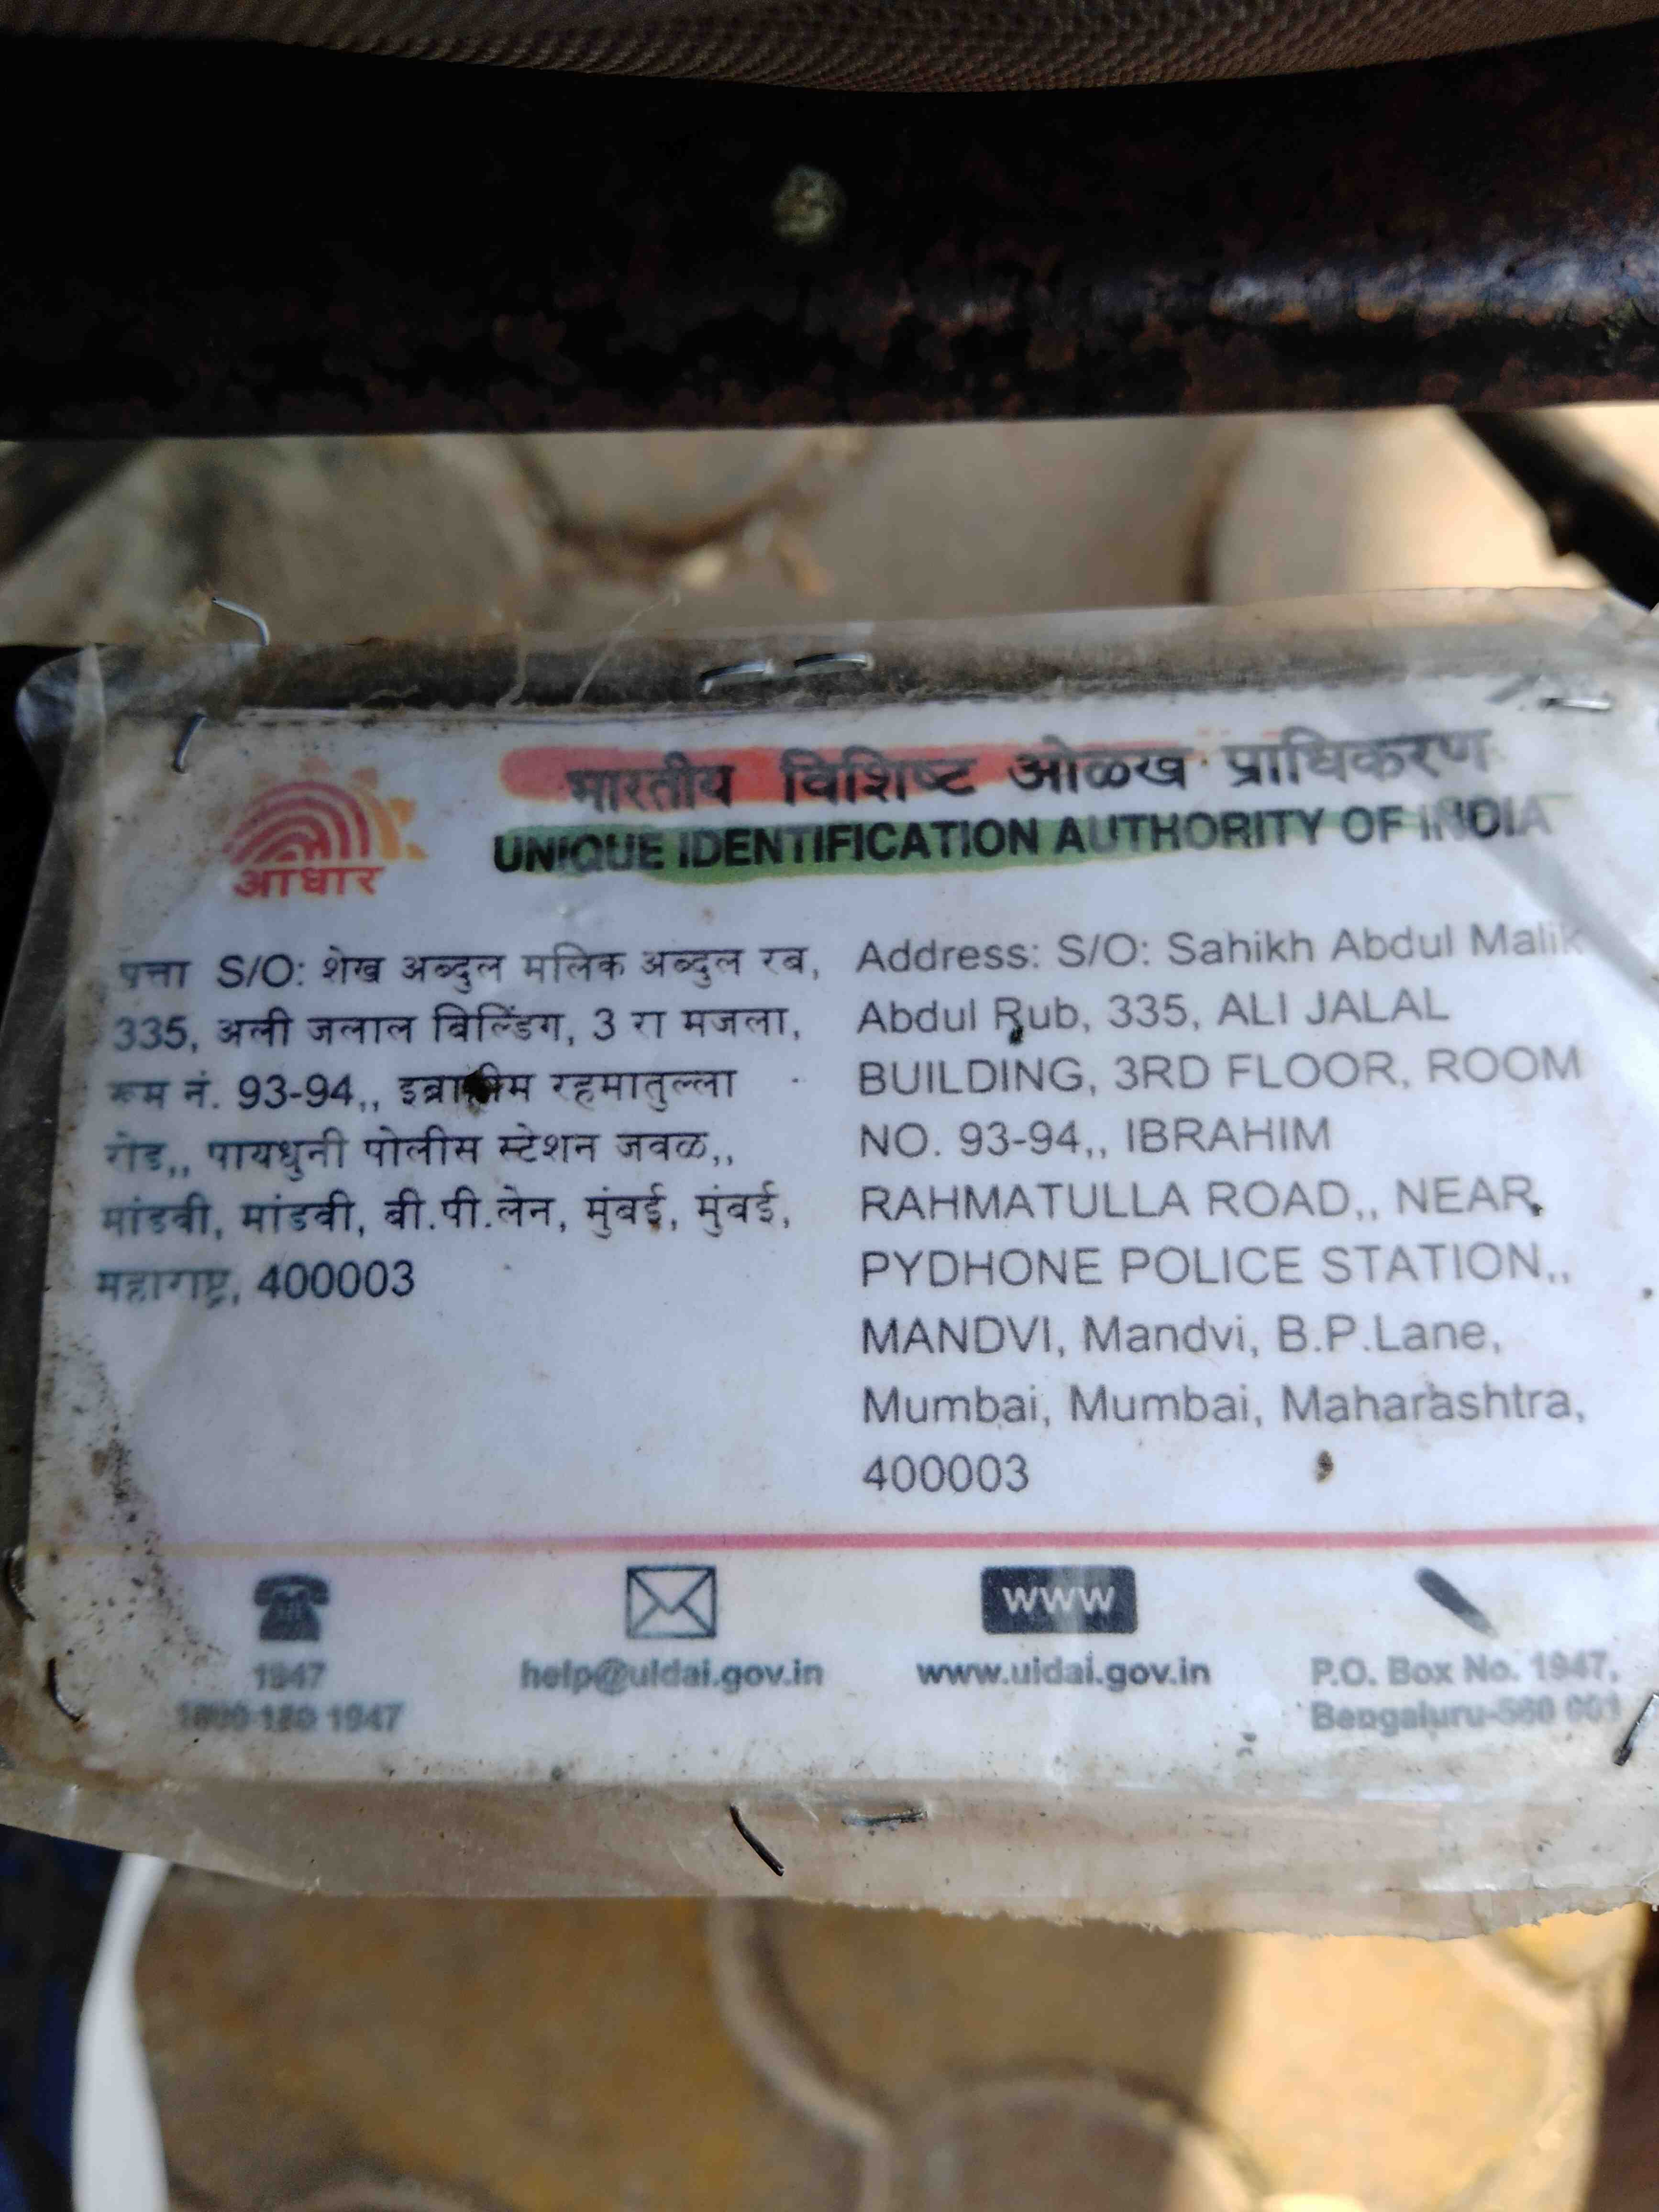 भारतीय विशिष्ट ओळख प्राधिकरण
UNIQUE IDENTIFICATION AUTHORITY OF INDIA
आधार
पत्ता S/O: शेख अब्दुल मलिक अब्दुल रब,
335, अली जलाल बिल्डिंग, 3 रा मजला,
रूम नं. 93-94,, रहमातुल्ला
रोड,, पायधुनी पोलीस स्टेशन जवळ,,
मांडवी, मांडवी, बी.पी.लेन, मुंबई, मुंबई,
महाराष्ट्र, 400003
Address: S/O: Sahikh Abdul Malik
Abdul Rub, 335, ALI JALAL
BUILDING, 3RD FLOOR, ROOM
NO. 93-94,, IBRAHIM
RAHMATULLA ROAD,, NEAR
PYDHONE POLICE STATION,,
MANDVI, Mandvi, B.P.Lane,
Mumbai, Mumbai, Maharashtra,
400003
1947
1947
help@uidai.gov.in
www
www.uidai.gov.in
P.O. Box No. 1947,
Bengaluru-560 001